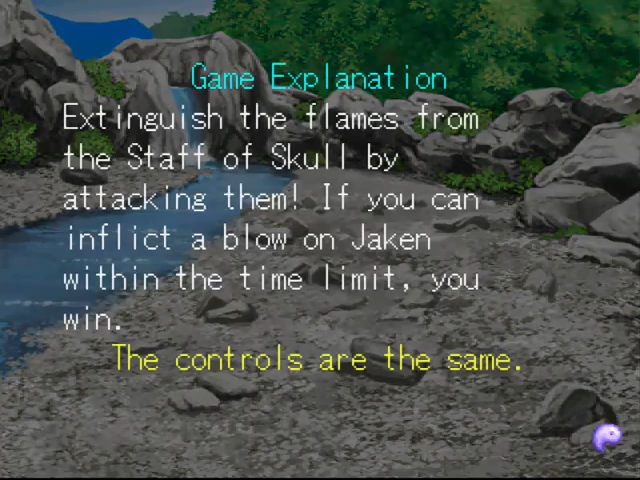 Game Explanation
Extinguish the flames from
the Staff of Skull by
attacking them! If you can
inflict a blow on Jaken
within the time limit, you
win.
The controls are the same.